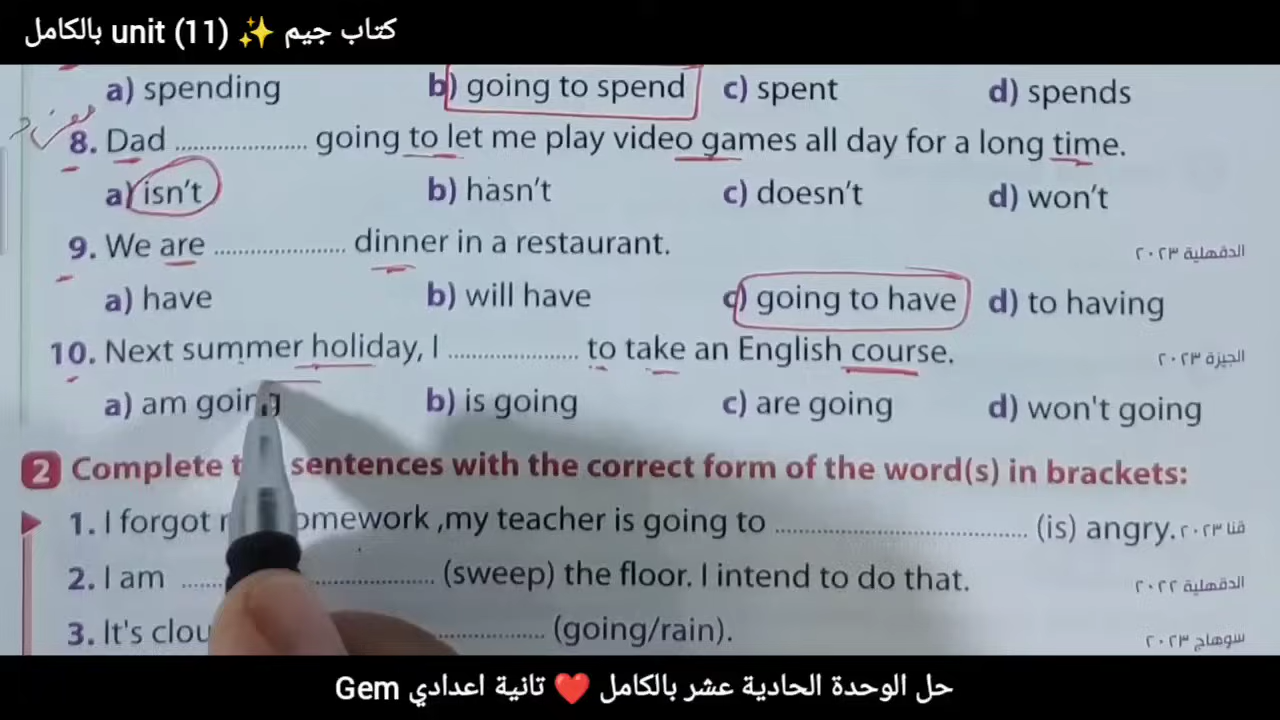 كتاب جيم ✨ unit (11) بالكامل
a) spending b) going to spend c) spent d) spends
8. Dad .................... going to let me play video games all day for a long time.
a) isn't b) hasn't c) doesn't d) won't
9. We are .................... dinner in a restaurant. الدقهلية ٢٠٢٣
a) have b) will have c) going to have d) to having
10. Next summer holiday, I .................... to take an English course. الجيزة ٢٠٢٣
a) am going b) is going c) are going d) won't going
2 Complete sentences with the correct form of the word(s) in brackets:
1. I forgot ,my teacher is going to .................... (is) angry. قنا ٢٠٢٣
2. I am .................... (sweep) the floor. I intend to do that. الدقهلية ٢٠٢٢
3. It's .................... (going/rain). سوهاج ٢٠٢٣
حل الوحدة الحادية عشر بالكامل ❤️ تانية اعدادي Gem